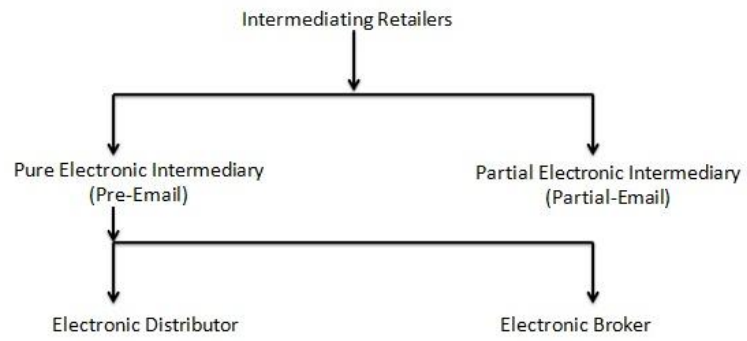 Intermediating Retailers
Pure Electronic Intermediary
(Pre-Email)
Partial Electronic Intermediary
(Partial-Email)
Electronic Distributor
Electronic Broker